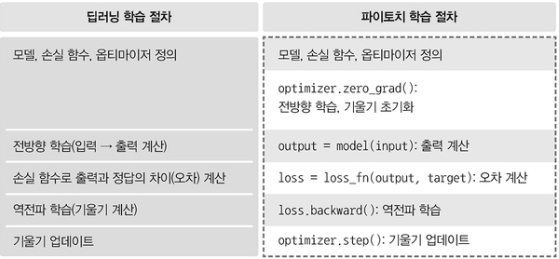 딥러닝 학습 절차
파이토치 학습 절차
모델, 손실 함수, 옵티마이저 정의
모델, 손실 함수, 옵티마이저 정의
optimizer.zero_grad():
전방향 학습, 기울기 초기화
전방향 학습(입력 → 출력 계산)
output = model(input): 출력 계산
손실 함수로 출력과 정답의 차이(오차) 계산
loss = loss_fn(output, target): 오차 계산
역전파 학습(기울기 계산)
loss.backward(): 역전파 학습
기울기 업데이트
optimizer.step(): 기울기 업데이트